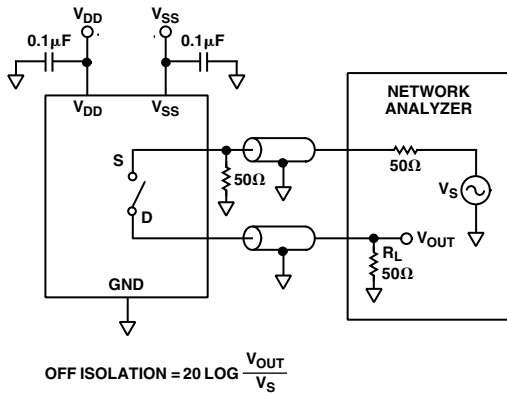 V_DD V_SS
0.1µF 0.1µF
V_DD V_SS
NETWORK
ANALYZER
S
50Ω
50Ω
V_S
D
V_OUT
R_L
50Ω
GND
OFF ISOLATION = 20 LOG V_OUT / V_S